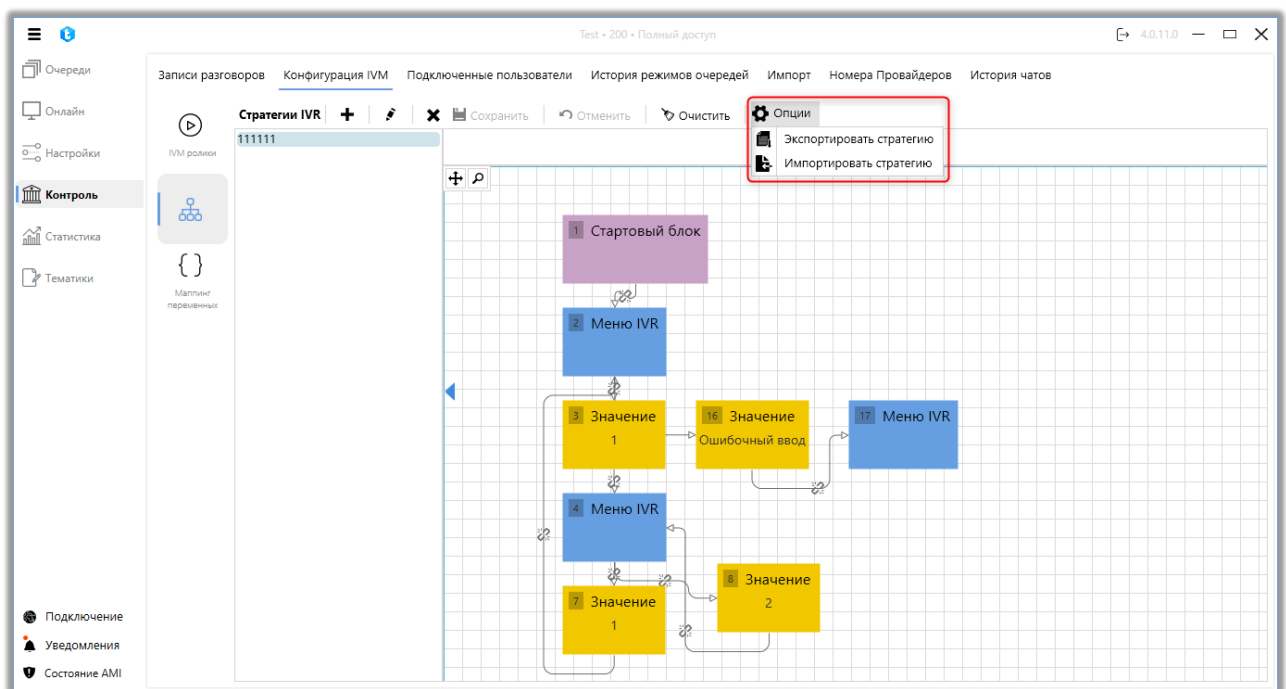 Test • 200 • Полный доступ
4.0.11.0
Очереди
Онлайн
Настройки
Контроль
Статистика
Тематики
Подключение
Уведомления
Состояние AMI
Записи разговоров Конфигурация IVM Подключенные пользователи История режимов очередей Импорт Номера Провайдеров История чатов
IVM ролики
Маппинг
переменных
Стратегии IVR Сохранить Отменить Очистить Опции
Экспортировать стратегию
Импортировать стратегию
111111
1 Стартовый блок
2 Меню IVR
3 Значение
1
16 Значение
Ошибочный ввод
17 Меню IVR
4 Меню IVR
8 Значение
2
7 Значение
1